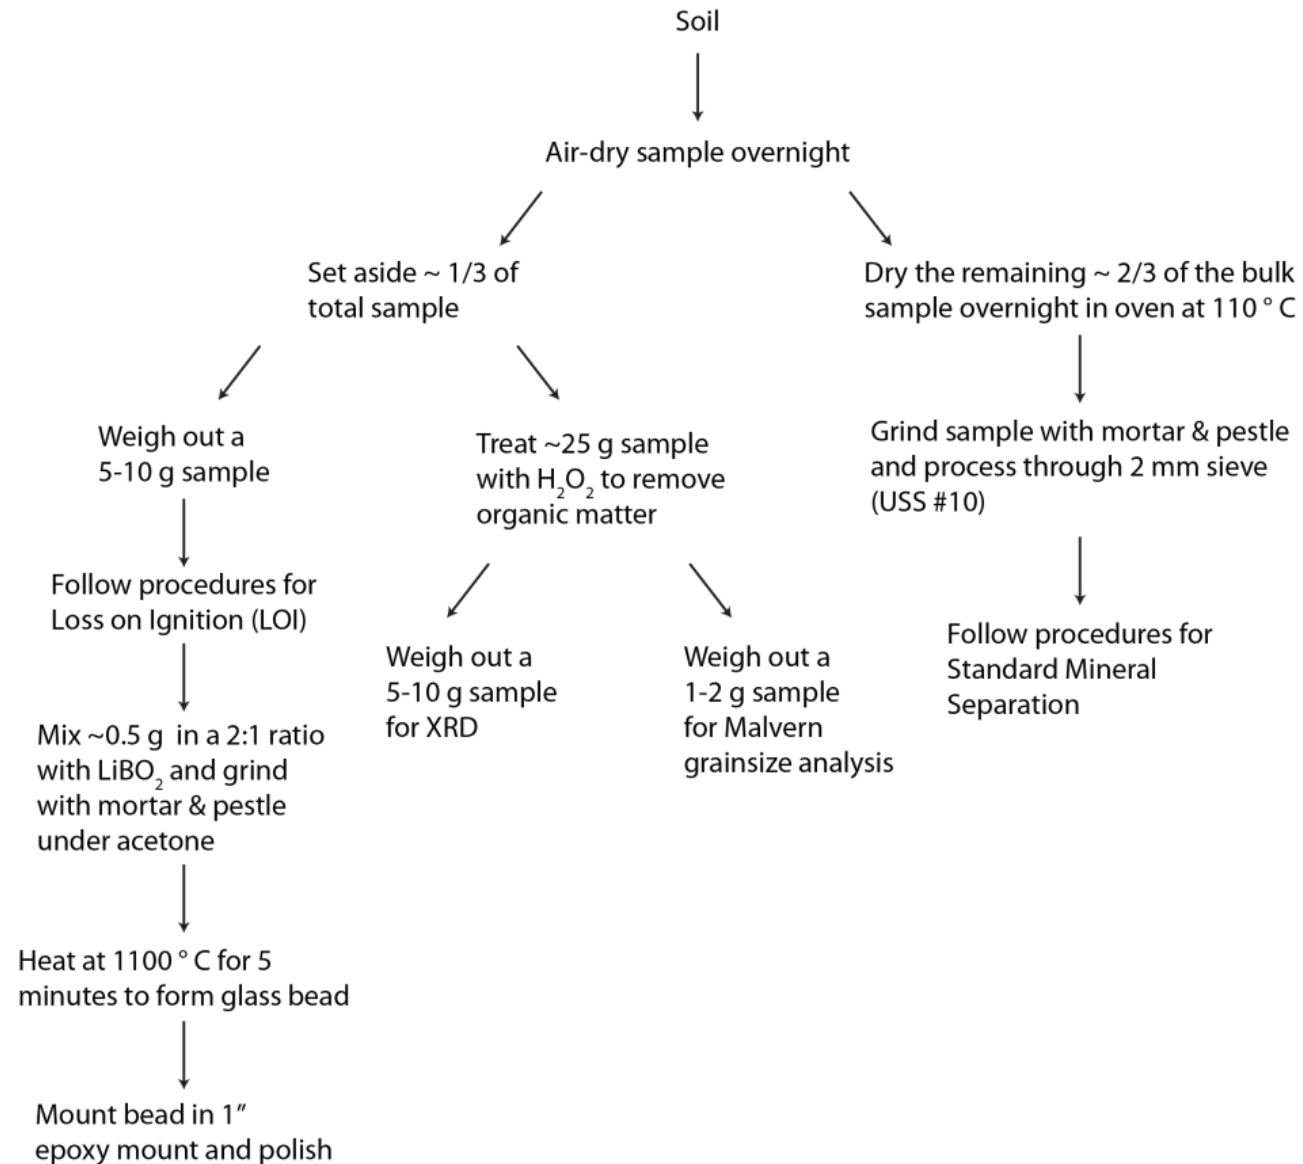 Soil
Air-dry sample overnight
Set aside ~ 1/3 of
total sample
Dry the remaining ~ 2/3 of the bulk
sample overnight in oven at 110 ° C
Weigh out a
5-10 g sample
Treat ~25 g sample
with H₂O₂ to remove
organic matter
Grind sample with mortar & pestle
and process through 2 mm sieve
(USS #10)
Follow procedures for
Loss on Ignition (LOI)
Weigh out a
5-10 g sample
for XRD
Weigh out a
1-2 g sample
for Malvern
grainsize analysis
Follow procedures for
Standard Mineral
Separation
Mix ~0.5 g in a 2:1 ratio
with LiBO₂ and grind
with mortar & pestle
under acetone
Heat at 1100 ° C for 5
minutes to form glass bead
Mount bead in 1″
epoxy mount and polish